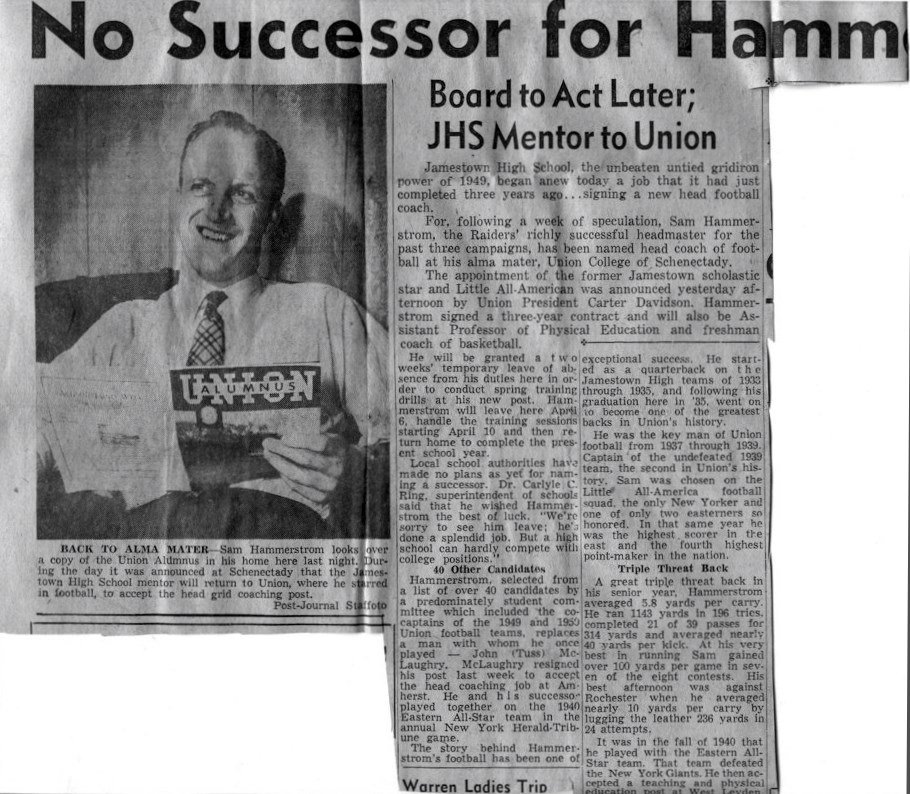 No Successor for Hamm
Board to Act Later;
JHS Mentor to Union
UNION
ALUMNUS
BACK TO ALMA MATER—Sam Hammerstrom looks over
a copy of the Union Alumnus in his home here last night. Dur-
ing the day it was announced at Schenectady that the James-
town High School mentor will return to Union, where he starred
in football, to accept the head grid coaching post.
Post-Journal Staffoto
Jamestown High School, the unbeaten untied gridiron
power of 1949, began anew today a job that it had just
completed three years ago...signing a new head football
coach.
For, following a week of speculation, Sam Hammer-
strom, the Raiders' richly successful headmaster for the
past three campaigns, has been named head coach of foot-
ball at his alma mater, Union College of Schenectady.
The appointment of the former Jamestown scholastic
star and Little All-American was announced yesterday af-
ternoon by Union President Carter Davidson. Hammer-
strom signed a three-year contract and will also be As-
sistant Professor of Physical Education and freshman
coach of basketball.
He will be granted a two
weeks' temporary leave of ab-
sence from his duties here in or-
der to conduct spring training
drills at his new post. Ham-
merstrom will leave here April
6, handle the training sessions
starting April 10 and then re-
turn home to complete the pres-
ent school year.
Local school authorities have
made no plans as yet for nam-
ing a successor. Dr. Carlyle C.
Ring, superintendent of schools
said that he wished Hammer-
strom the best of luck. "We're
sorry to see him leave; he's
done a splendid job. But a high
school can hardly compete with
college positions."
40 Other Candidates
Hammerstrom, selected from
a list of over 40 candidates by
a predominately student com-
mittee which included the co-
captains of the 1949 and 1950
Union football teams, replaces
a man with whom he once
played — John (Tuss) Mc-
Laughry. McLaughry resigned
his post last week to accept
the head coaching job at Am-
herst. He and his successor
played together on the 1940
Eastern All-Star team in the
annual New York Herald-Trib-
une game.
The story behind Hammer-
strom's football has been one of
exceptional success. He start-
ed as a quarterback on the
Jamestown High teams of 1933
through 1935, and following his
graduation here in '35, went on
to become one of the greatest
backs in Union's history.
He was the key man of Union
football from 1937 through 1939.
Captain of the undefeated 1939
team, the second in Union's his-
tory, Sam was chosen on the
Little All-America football
squad, the only New Yorker and
one of only two easterners so
honored. In that same year he
was the highest scorer in the
east and the fourth highest
point-maker in the nation.
Triple Threat Back
A great triple threat back in
his senior year, Hammerstrom
averaged 5.8 yards per carry.
He ran 1143 yards in 196 tries,
completed 21 of 39 passes for
314 yards and averaged nearly
40 yards per kick. At his very
best in running Sam gained
over 100 yards per game in sev-
en of the eight contests. His
best afternoon was against
Rochester when he averaged
nearly 10 yards per carry by
lugging the leather 236 yards in
24 attempts.
It was in the fall of 1940 that
he played with the Eastern All-
Star team. That team defeated
the New York Giants. He then ac-
cepted a teaching and physical
education post at West Leyden
Warren Ladies Trip